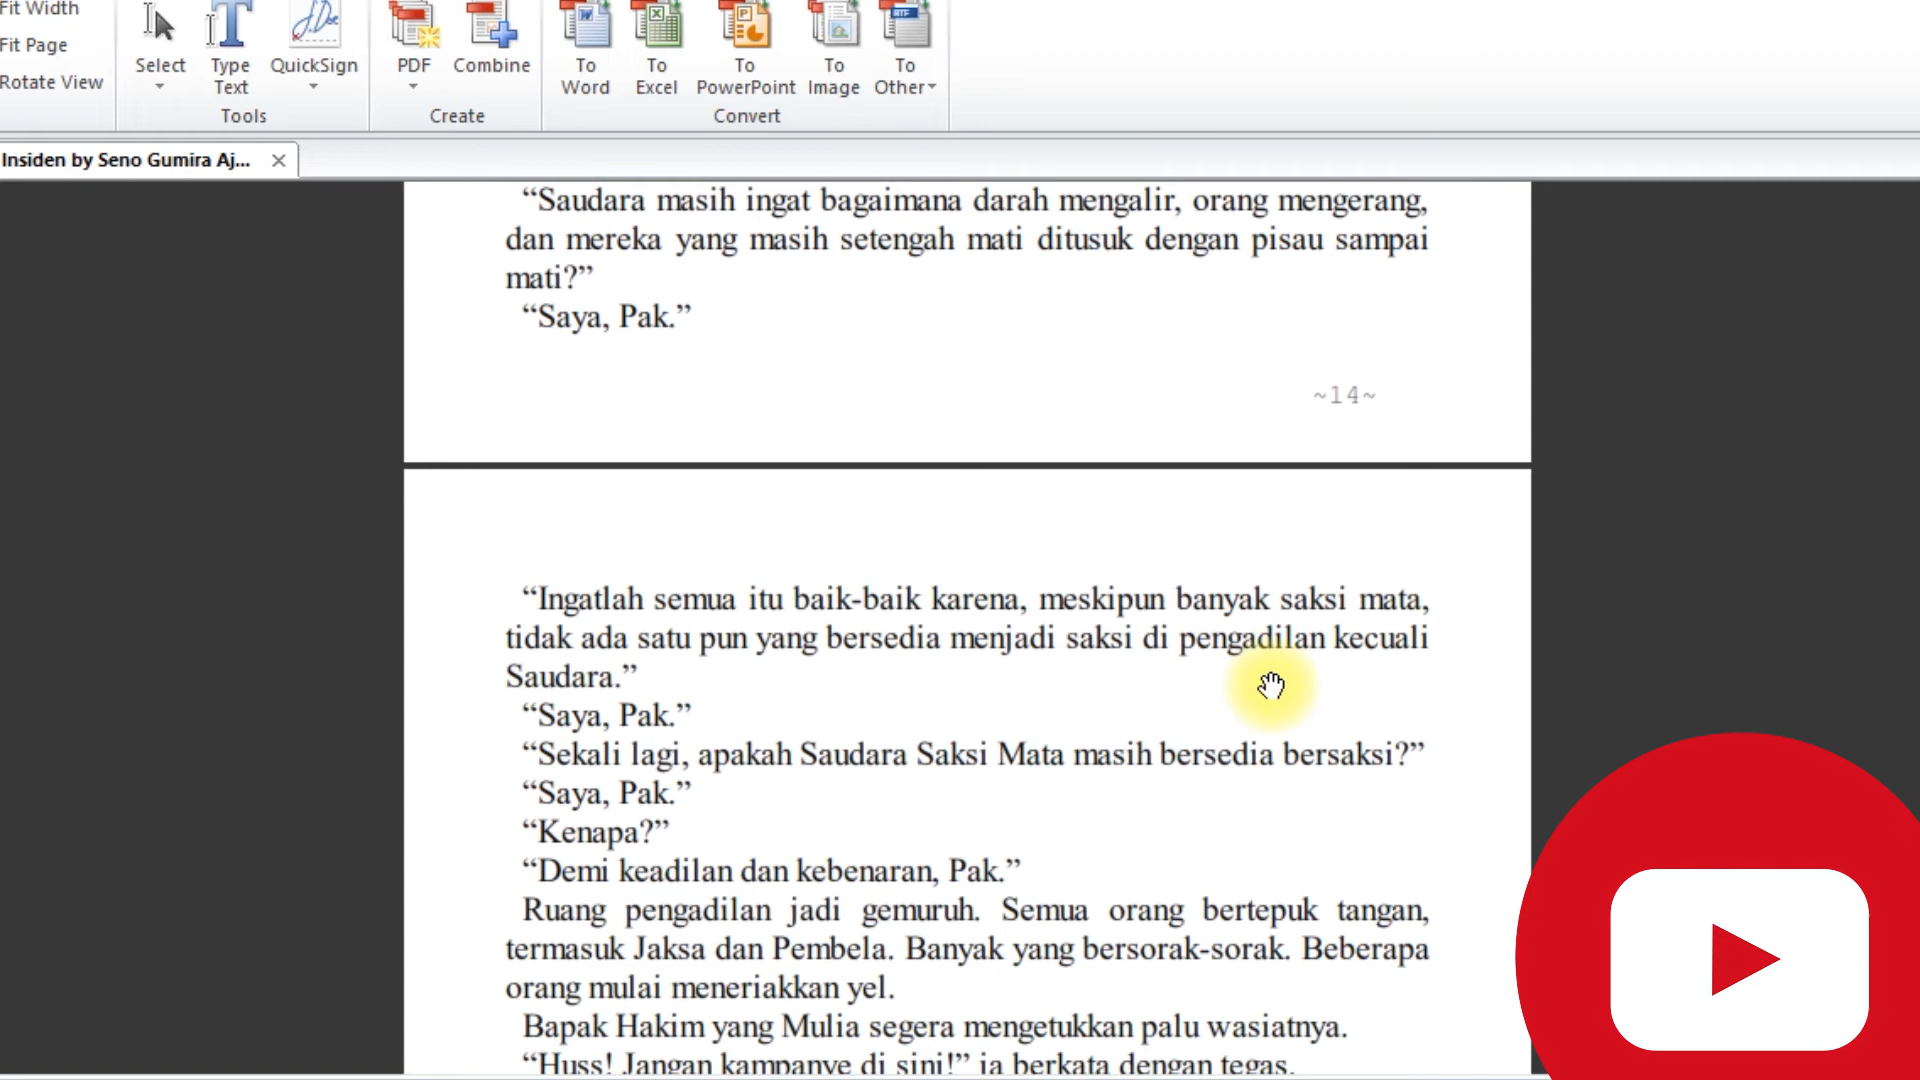 Fit Width
Fit Page
Rotate View
Select
Type
Text
QuickSign
Tools
PDF
Combine
Create
To
Word
To
Excel
To
PowerPoint
To
Image
To
Other
Convert
Insiden by Seno Gumira Aj...
“Saudara masih ingat bagaimana darah mengalir, orang mengerang,
dan mereka yang masih setengah mati ditusuk dengan pisau sampai
mati?”
“Saya, Pak.”
~14~
“Ingatlah semua itu baik-baik karena, meskipun banyak saksi mata,
tidak ada satu pun yang bersedia menjadi saksi di pengadilan kecuali
Saudara.”
“Saya, Pak.”
“Sekali lagi, apakah Saudara Saksi Mata masih bersedia bersaksi?”
“Saya, Pak.”
“Kenapa?”
“Demi keadilan dan kebenaran, Pak.”
Ruang pengadilan jadi gemuruh. Semua orang bertepuk tangan,
termasuk Jaksa dan Pembela. Banyak yang bersorak-sorak. Beberapa
orang mulai meneriakkan yel.
Bapak Hakim yang Mulia segera mengetukkan palu wasiatnya.
“Huss! Jangan kampanye di sini!” ia berkata dengan tegas.